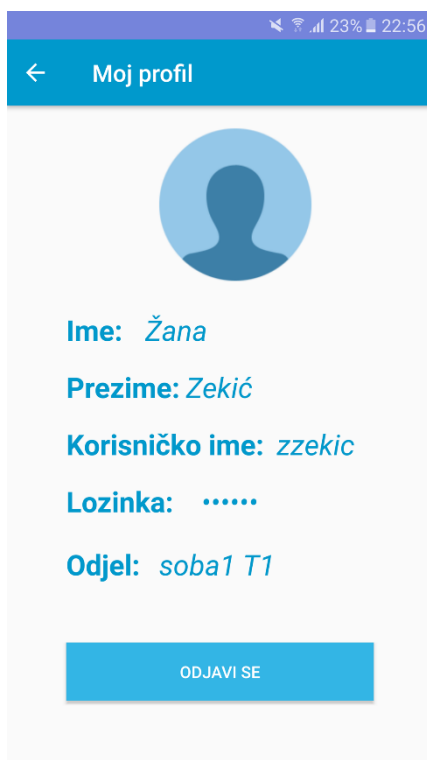 23% 22:56
Moj profil
Ime: Žana
Prezime: Zekić
Korisničko ime: zzekic
Lozinka: ••••••
Odjel: soba1 T1
ODJAVI SE